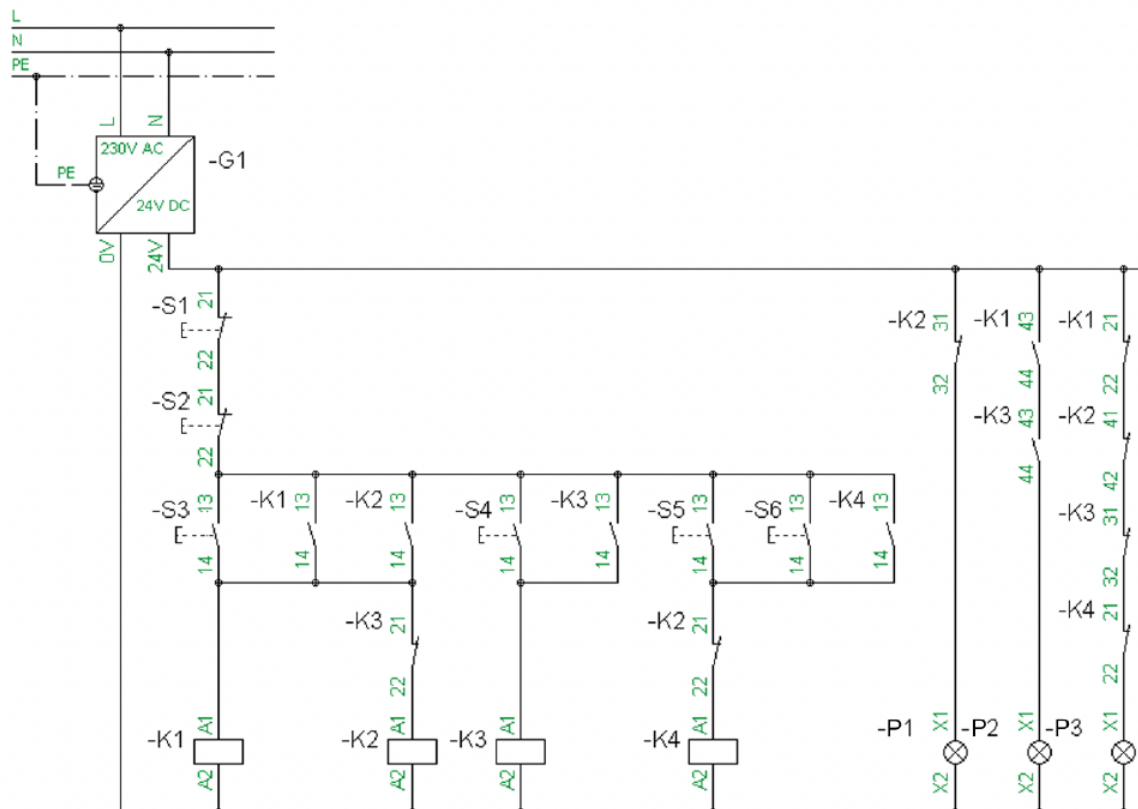 L
N
PE
L N
230V AC
-G1
PE
24V DC
0V 24V
-S1 21
22
-K2 31
32
-K1 43
44
-K1 21
22
-S2 21
22
-K3 43
44
-K2 41
42
-S3 13
14
-K1 13
14
-K2 13
14
-S4 13
14
-K3 13
14
-S5 13
14
-S6 13
14
-K4 13
14
-K3 31
32
-K3 21
22
-K2 21
22
-K4 21
22
-K1 A1
A2
-K2 A1
A2
-K3 A1
A2
-K4 A1
A2
-P1 X1
X2
-P2 X1
X2
-P3 X1
X2